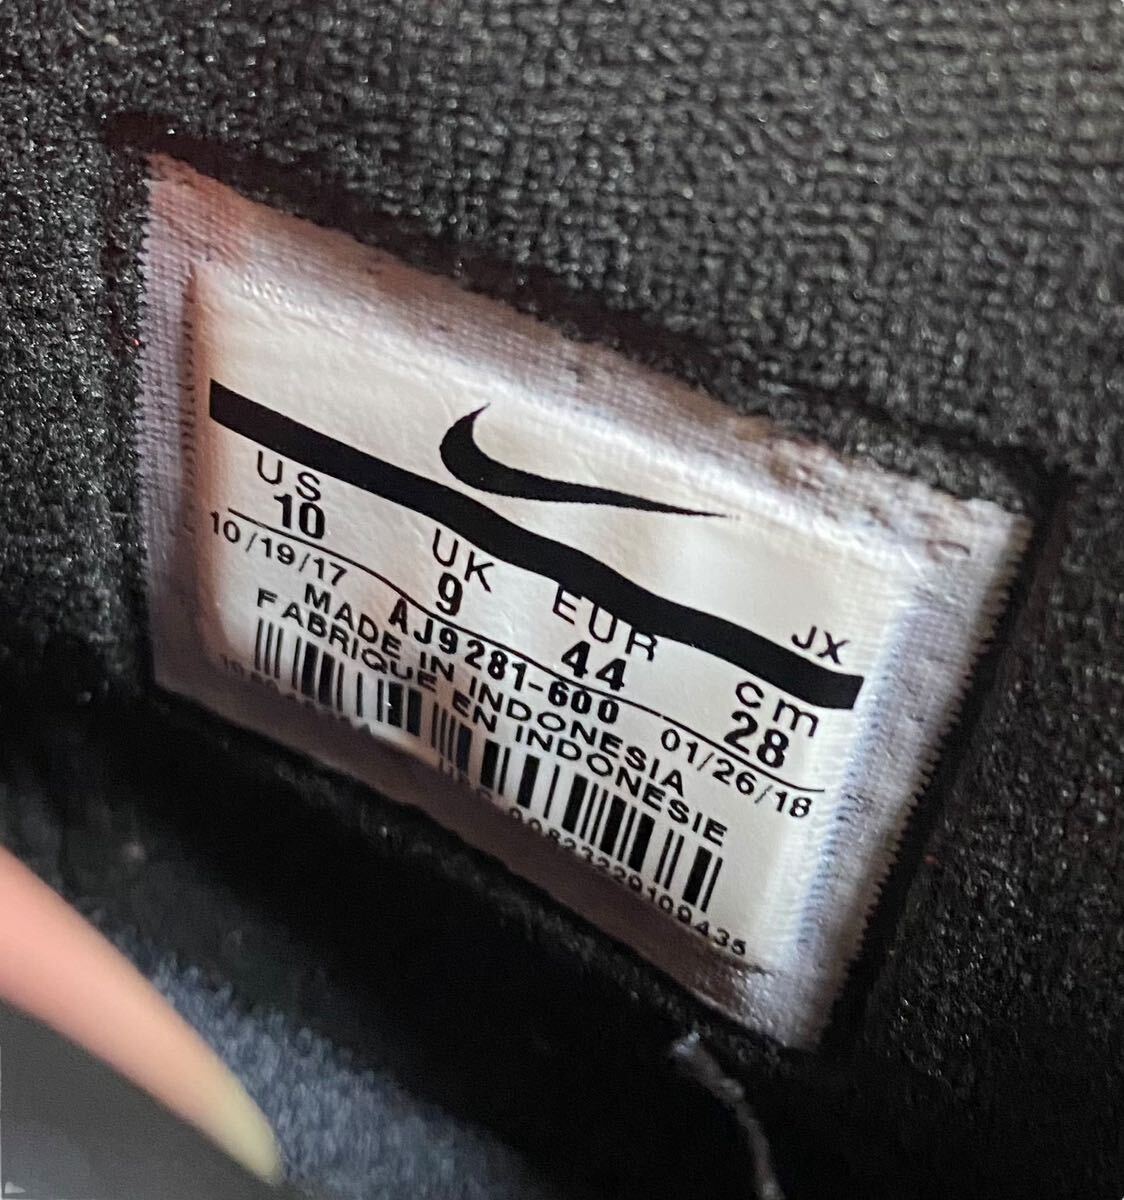 JX
US UK EUR cm
10 9 44 28
10/19/17 AJ9281-600 01/26/18
MADE IN INDONESIA
FABRIQUE EN INDONESIE